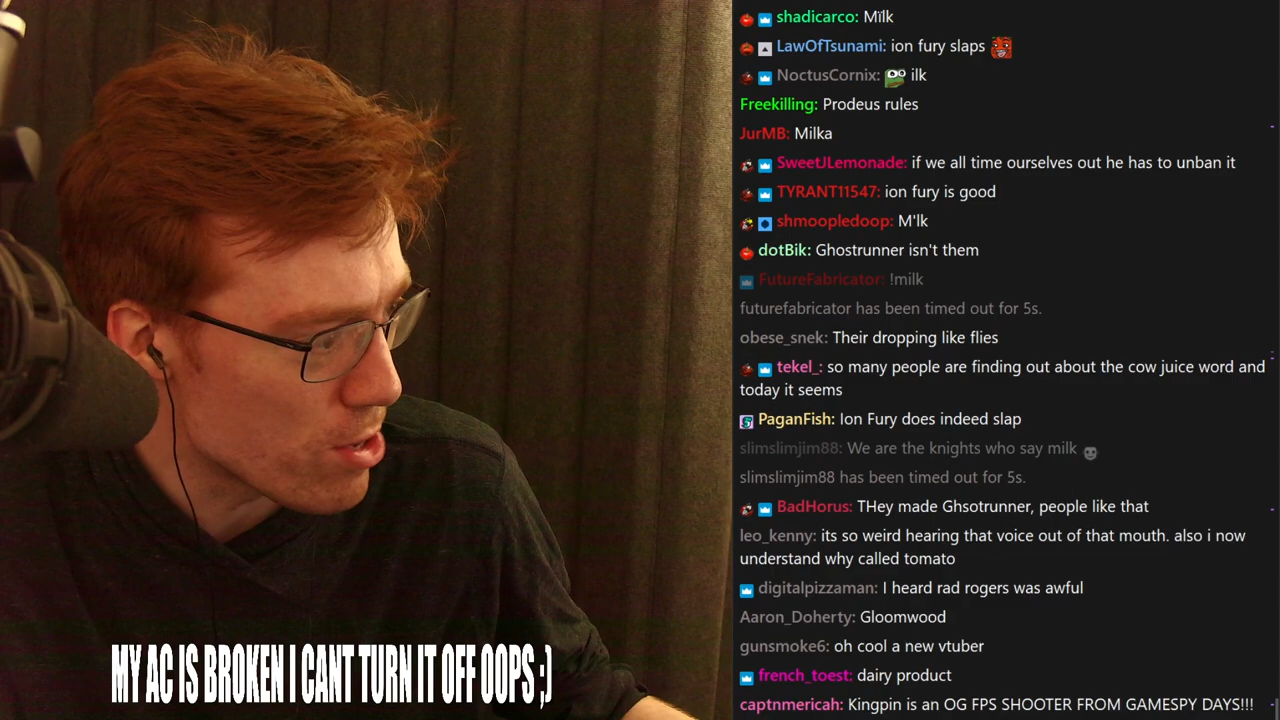 shadicarco: Mïlk
LawOfTsunami: ion fury slaps
NoctusCornix: ilk
Freekilling: Prodeus rules
JurMB: Milka
SweetJLemonade: if we all time ourselves out he has to unban it
TYRANT11547: ion fury is good
shmoopledoop: M'lk
dotBik: Ghostrunner isn't them
FutureFabricator: !milk
futurefabricator has been timed out for 5s.
obese_snek: Their dropping like flies
tekel_: so many people are finding out about the cow juice word and
today it seems
PaganFish: Ion Fury does indeed slap
slimslimjim88: We are the knights who say milk
slimslimjim88 has been timed out for 5s.
BadHorus: THey made Ghsotrunner, people like that
leo_kenny: its so weird hearing that voice out of that mouth. also i now
understand why called tomato
digitalpizzaman: I heard rad rogers was awful
Aaron_Doherty: Gloomwood
gunsmoke6: oh cool a new vtuber
french_toest: dairy product
captnmericah: Kingpin is an OG FPS SHOOTER FROM GAMESPY DAYS!!!
MY AC IS BROKEN I CANT TURN IT OFF OOPS ;)